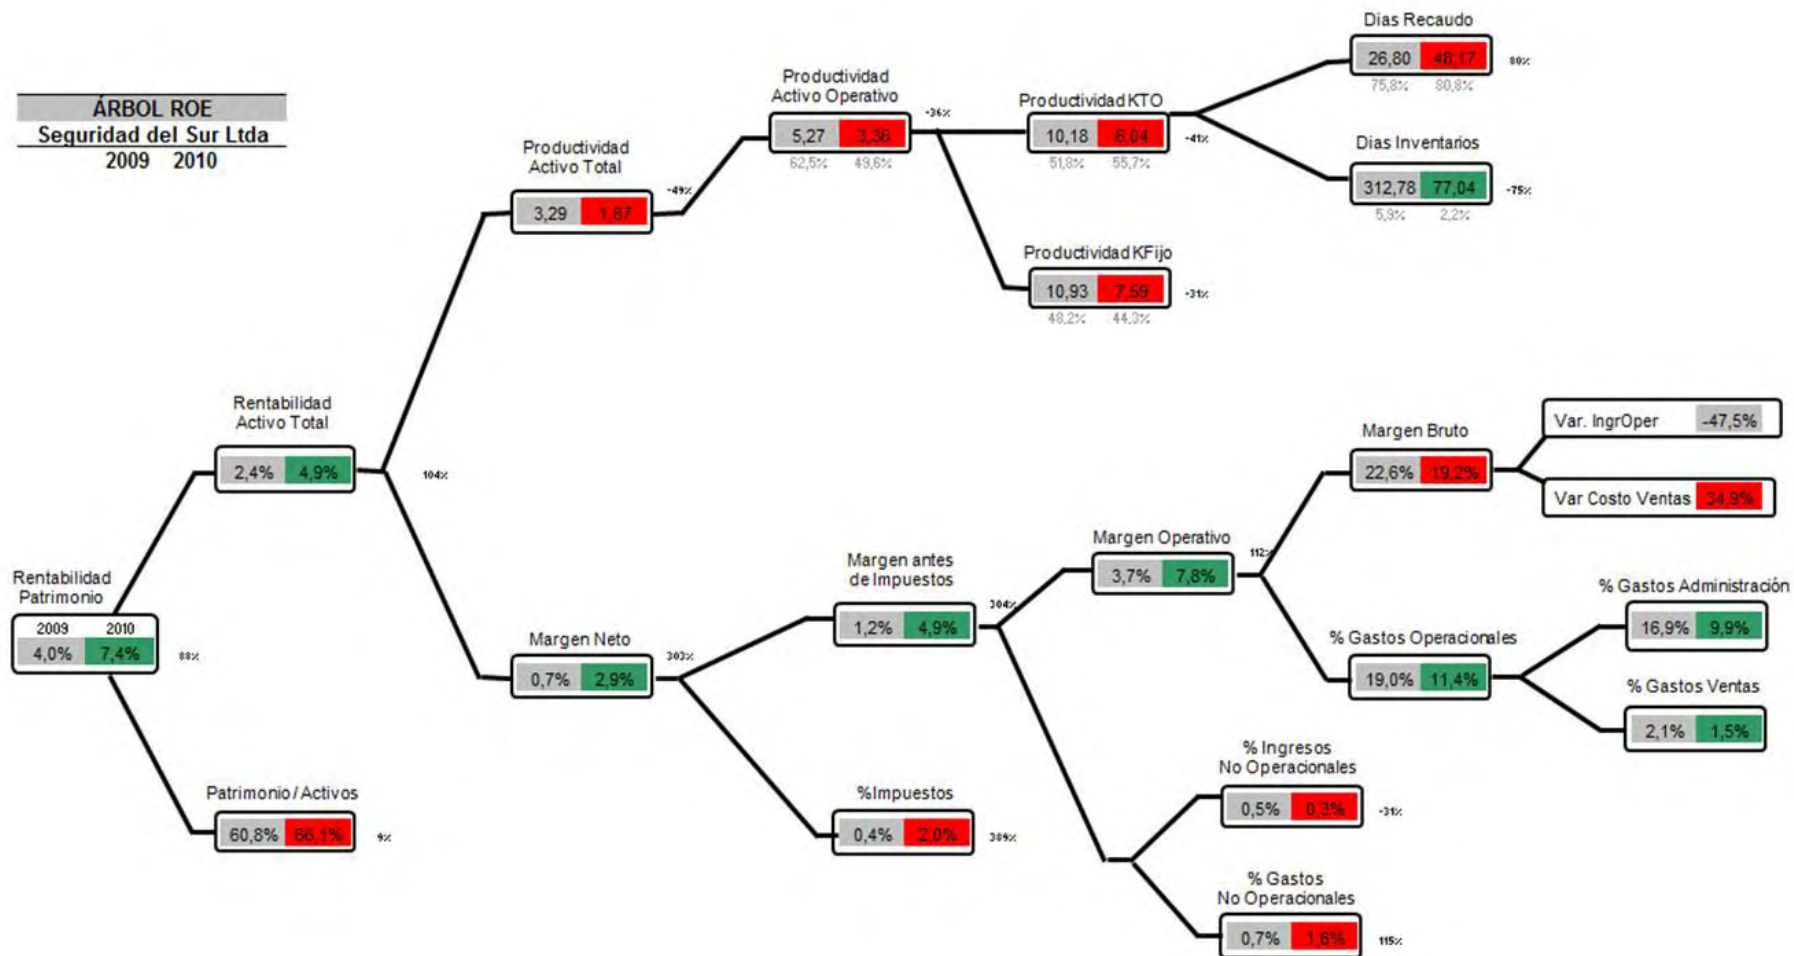 ÁRBOL ROE
Seguridad del Sur Ltda
2009 2010
Dias Recaudo
26,80 48,17 80%
75,8% 80,8%
Productividad
Activo Operativo
5,27 3,36 -36%
62,5% 49,6%
Productividad KTO
10,18 6,04 -41%
51,8% 55,7%
Dias Inventarios
312,78 77,04 -75%
5,9% 2,2%
Productividad
Activo Total
3,29 1,67 -49%
Productividad KFijo
10,93 7,59 -31%
48,2% 44,3%
Rentabilidad
Activo Total
2,4% 4,9% 104%
Margen Bruto
22,6% 19,2%
Var. IngrOper -47,5%
Var Costo Ventas 34,9%
Margen Operativo
3,7% 7,8% 112%
Margen antes
de Impuestos
1,2% 4,9% 304%
Rentabilidad
Patrimonio
2009 2010
4,0% 7,4% 88%
Margen Neto
0,7% 2,9% 303%
% Gastos Operacionales
19,0% 11,4%
% Gastos Administración
16,9% 9,9%
% Gastos Ventas
2,1% 1,5%
Patrimonio / Activos
60,8% 66,1% 9%
%Impuestos
0,4% 2,0% 389%
% Ingresos
No Operacionales
0,5% 0,3% -31%
% Gastos
No Operacionales
0,7% 1,6% 115%